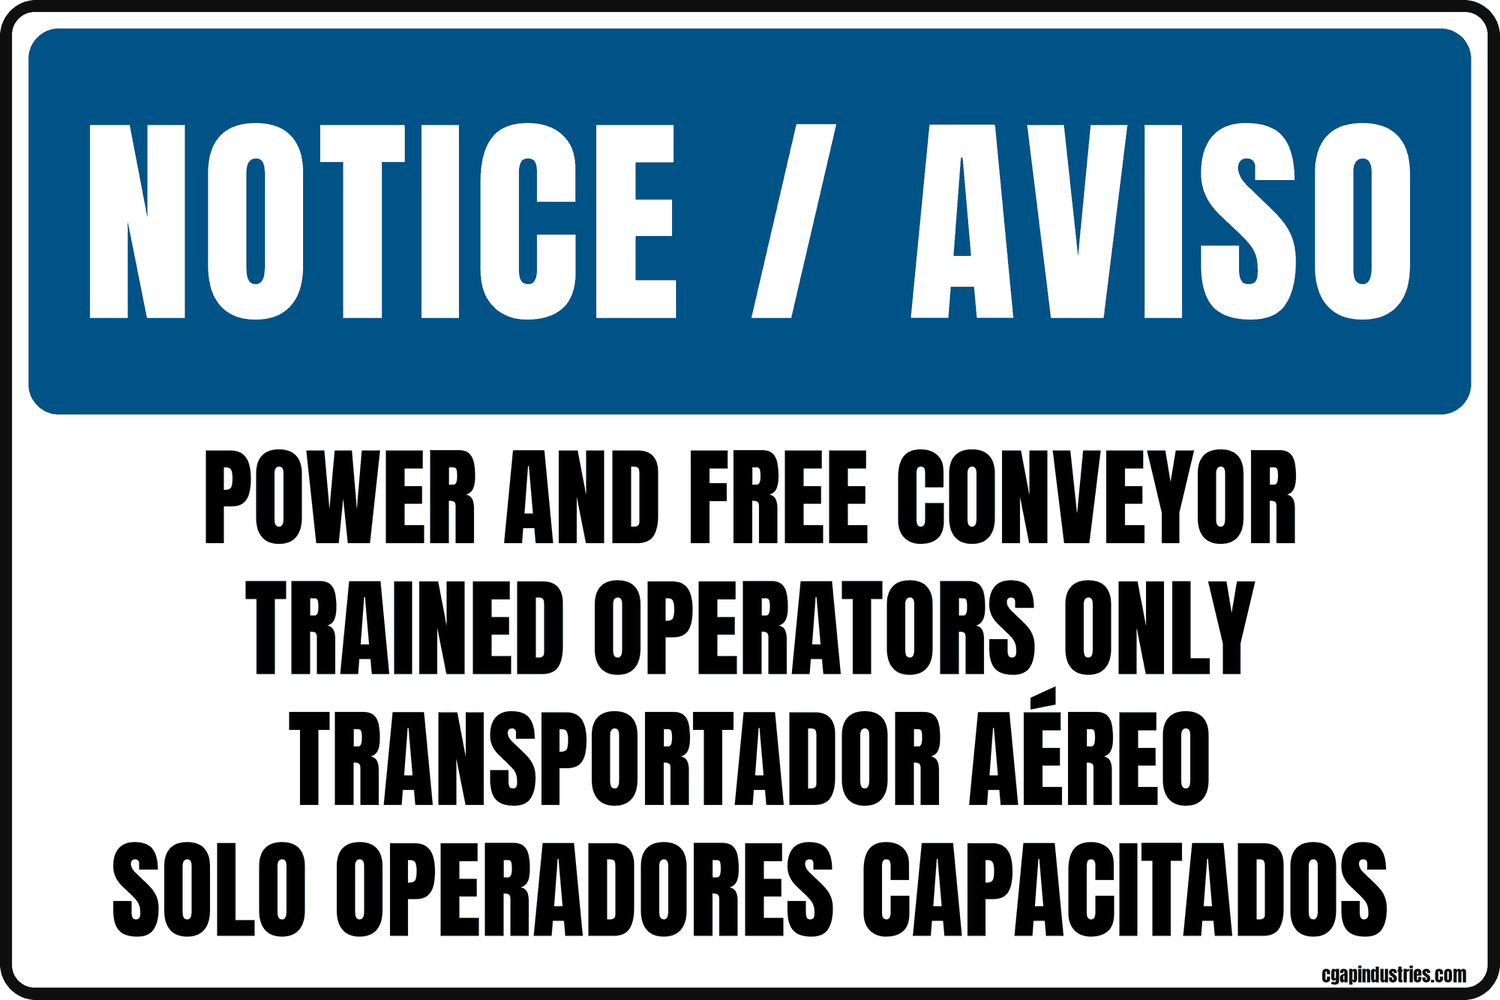 NOTICE / AVISO
POWER AND FREE CONVEYOR
TRAINED OPERATORS ONLY
TRANSPORTADOR AÉREO
SOLO OPERADORES CAPACITADOS
cgapindustries.com